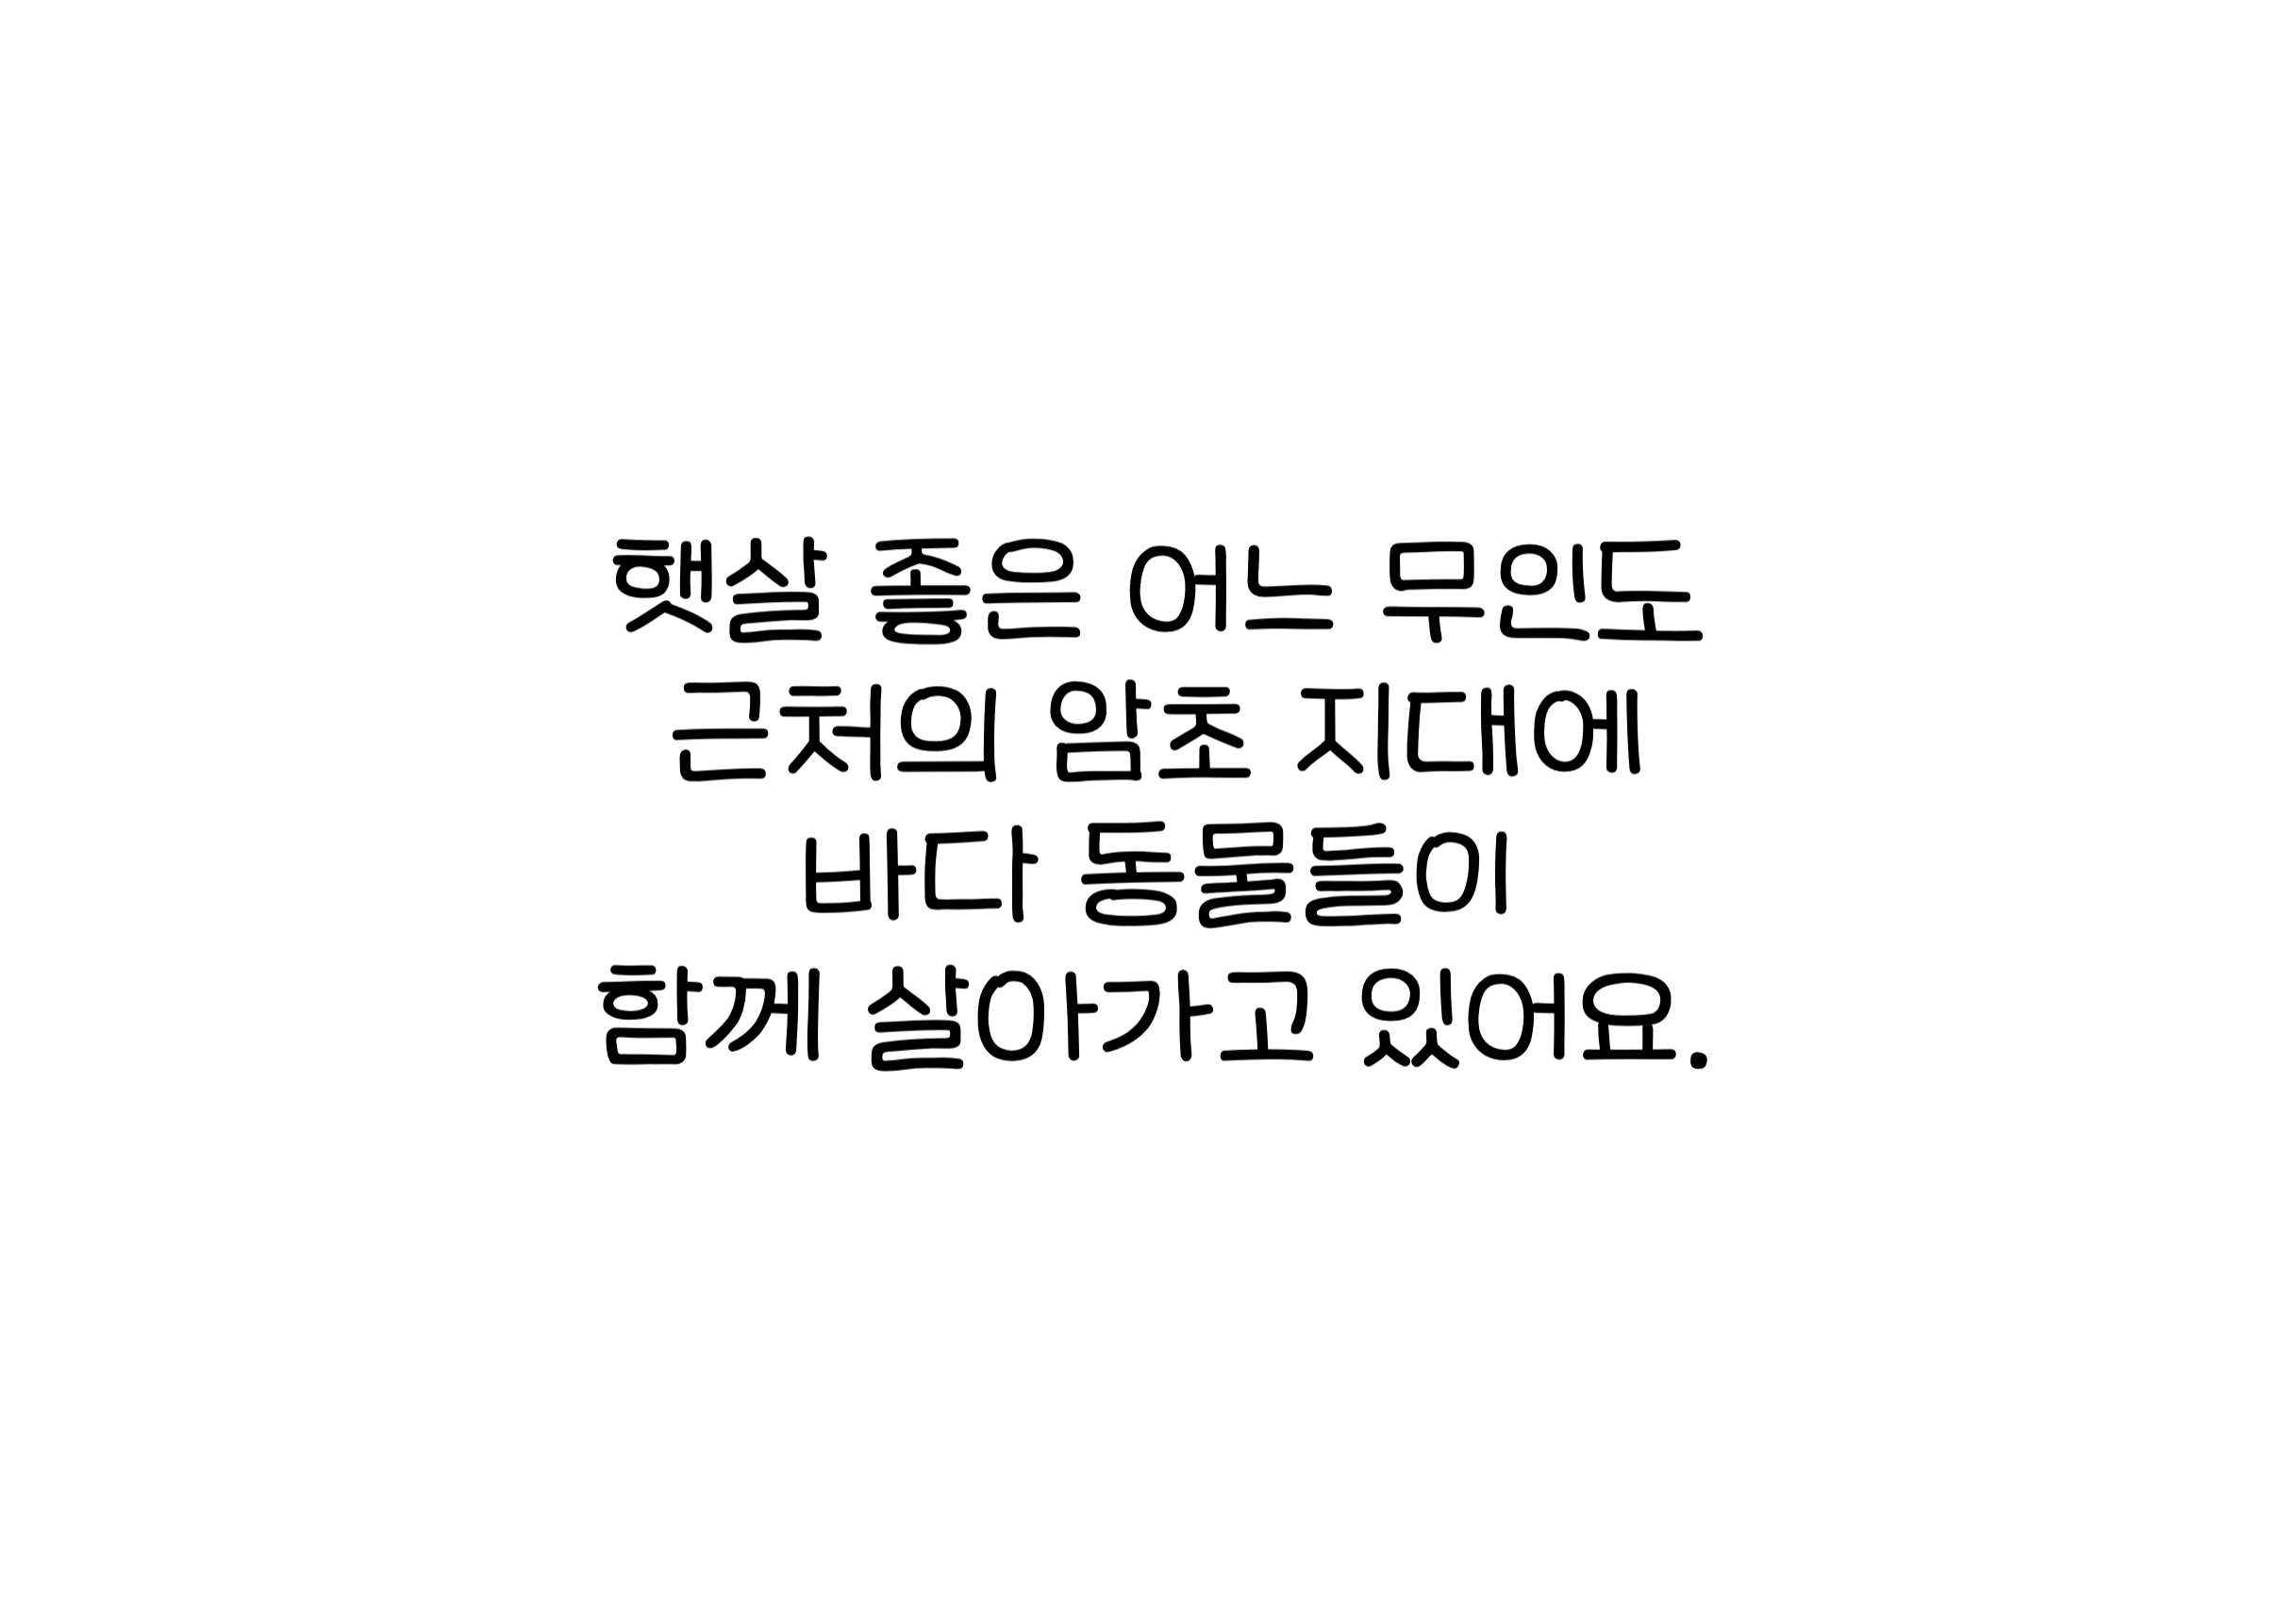 햇살 좋은 어느 무인도
근처의 암초 지대에
바다 동물들이
함께 살아가고 있어요.